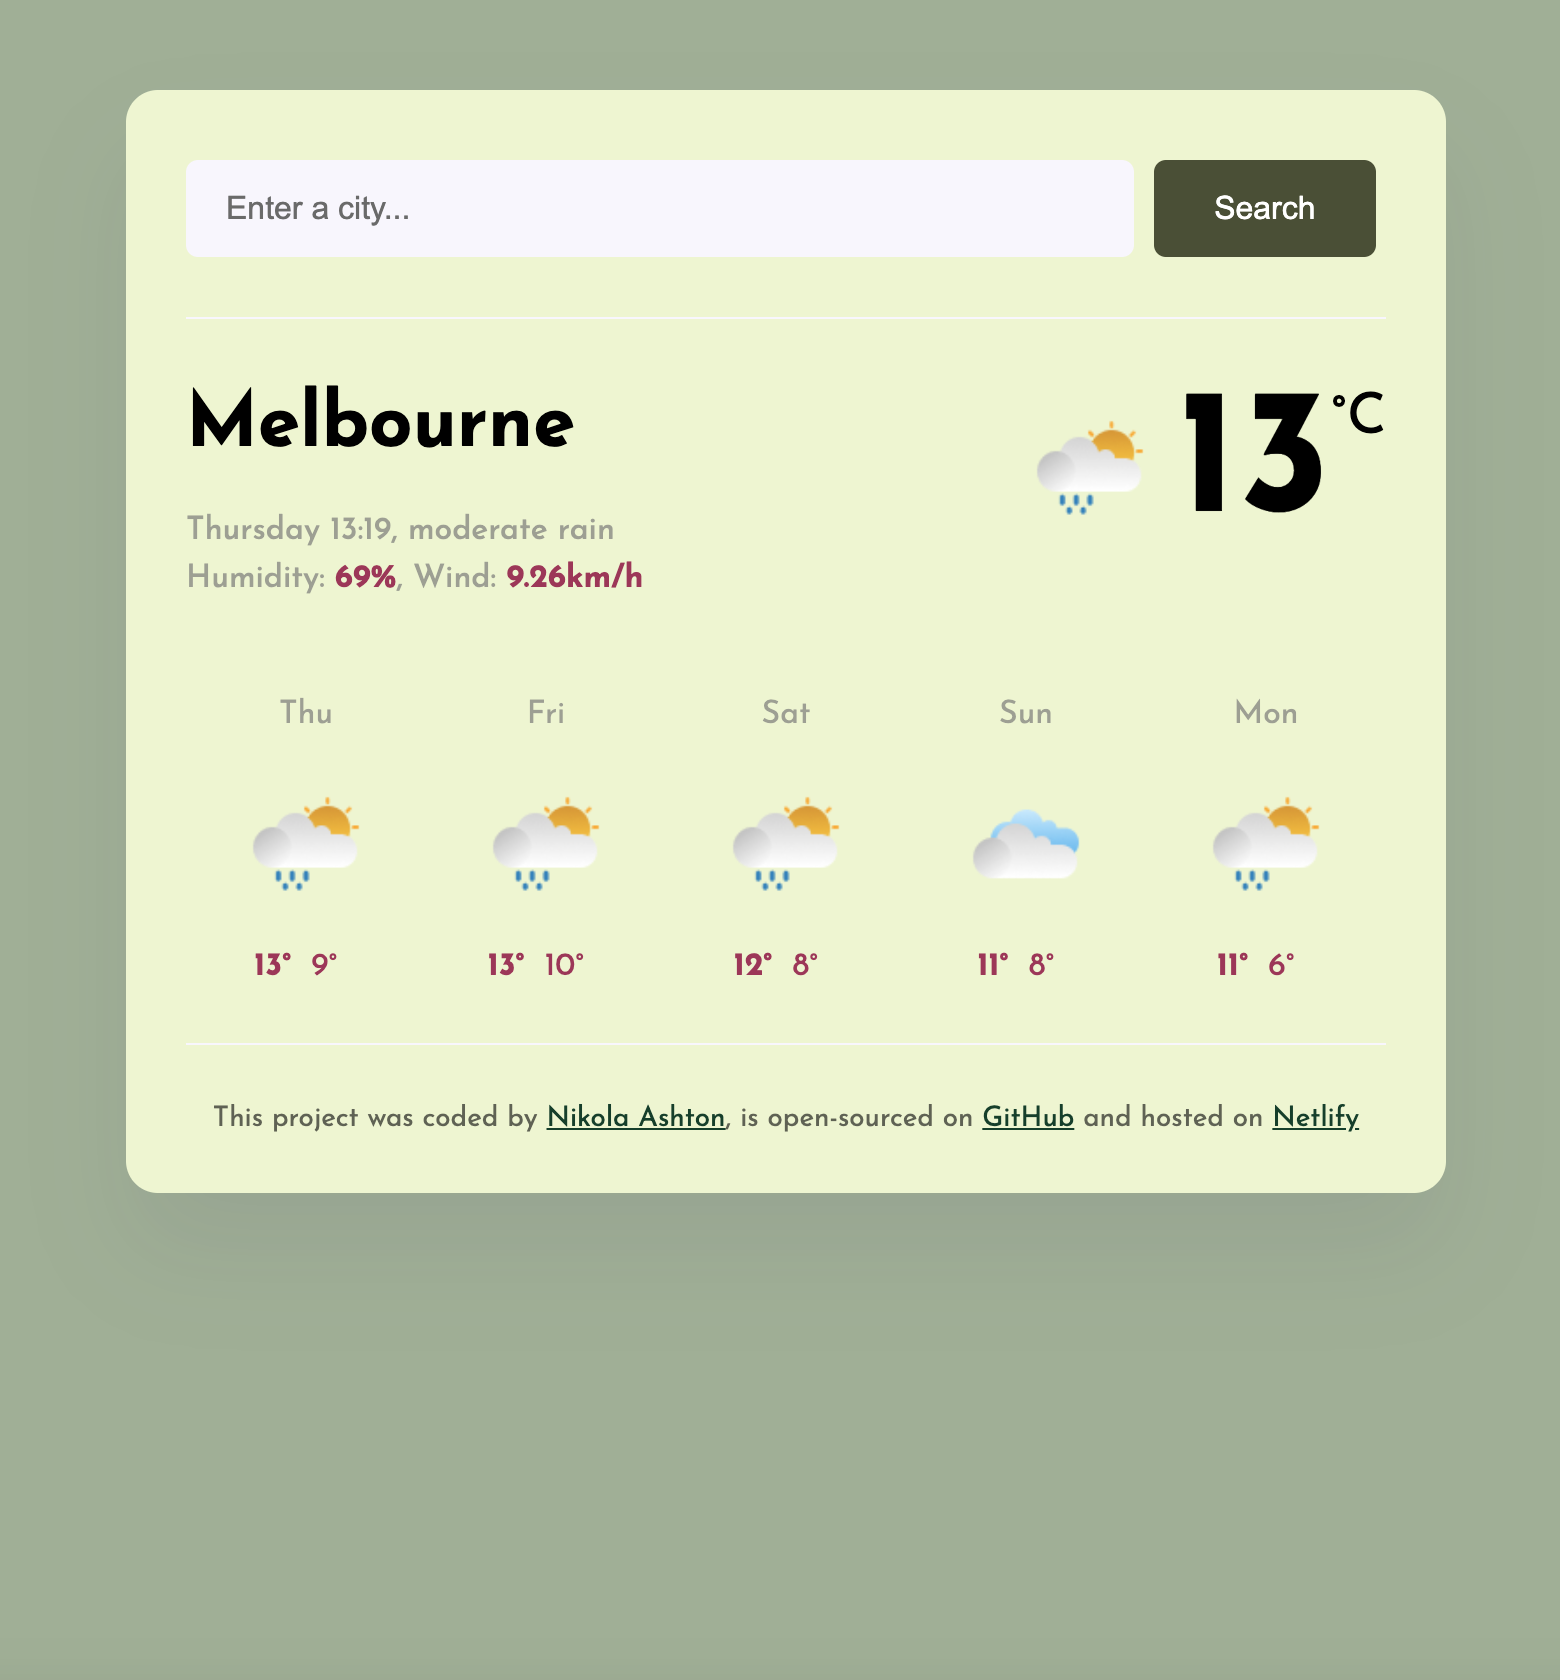 Enter a city...
Search
Melbourne
13 °C
Thursday 13:19, moderate rain
Humidity: 69%, Wind: 9.26km/h
Thu Fri Sat Sun Mon
13° 9° 13° 10° 12° 8° 11° 8° 11° 6°
This project was coded by Nikola Ashton, is open-sourced on GitHub and hosted on Netlify